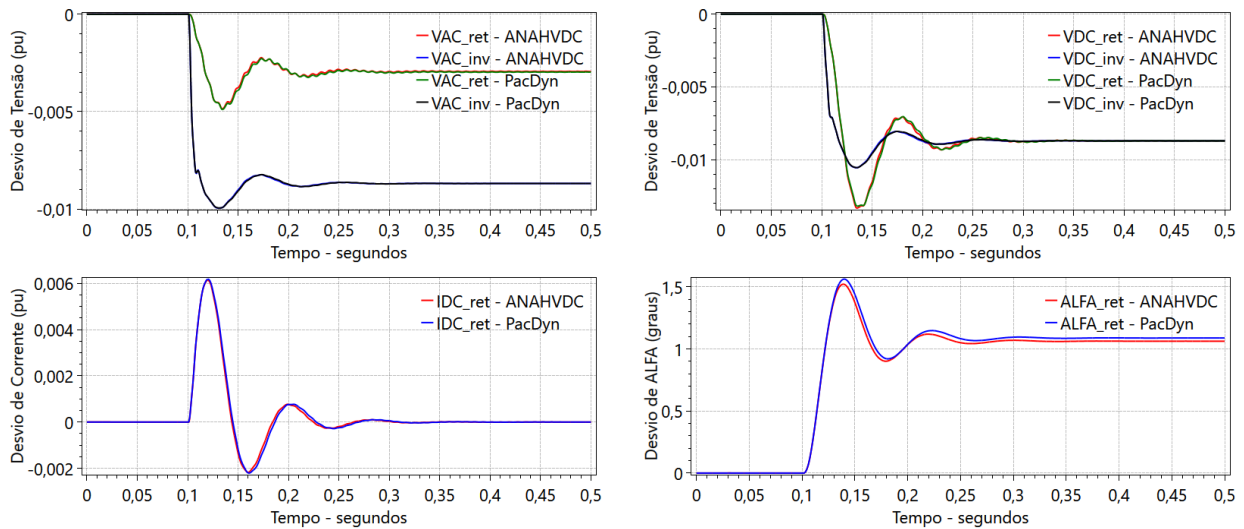 Desvio de Tensão (pu)
0
-0,005
-0,01
VAC_ret - ANAHVDC
VAC_inv - ANAHVDC
VAC_ret - PacDyn
VAC_inv - PacDyn
0 0,05 0,1 0,15 0,2 0,25 0,3 0,35 0,4 0,45 0,5
Tempo - segundos
Desvio de Tensão (pu)
0
-0,005
-0,01
VDC_ret - ANAHVDC
VDC_inv - ANAHVDC
VDC_ret - PacDyn
VDC_inv - PacDyn
0 0,05 0,1 0,15 0,2 0,25 0,3 0,35 0,4 0,45 0,5
Tempo - segundos
Desvio de Corrente (pu)
0,006
0,004
0,002
0
-0,002
IDC_ret - ANAHVDC
IDC_ret - PacDyn
0 0,05 0,1 0,15 0,2 0,25 0,3 0,35 0,4 0,45 0,5
Tempo - segundos
Desvio de ALFA (graus)
1,5
1
0,5
0
ALFA_ret - ANAHVDC
ALFA_ret - PacDyn
0 0,05 0,1 0,15 0,2 0,25 0,3 0,35 0,4 0,45 0,5
Tempo - segundos